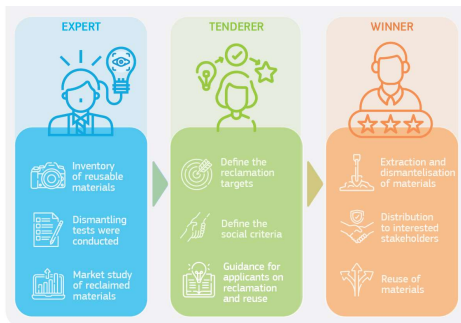 EXPERT
Inventory
of reusable
materials
Dismantling
tests were
conducted
Market study
of reclaimed
materials
TENDERER
Define the
reclamation
targets
Define the
social criteria
Guidance for
applicants on
reclamation
and reuse
WINNER
Extraction and
dismantelisation
of materials
Distribution
to interested
stakeholders
Reuse of
materials